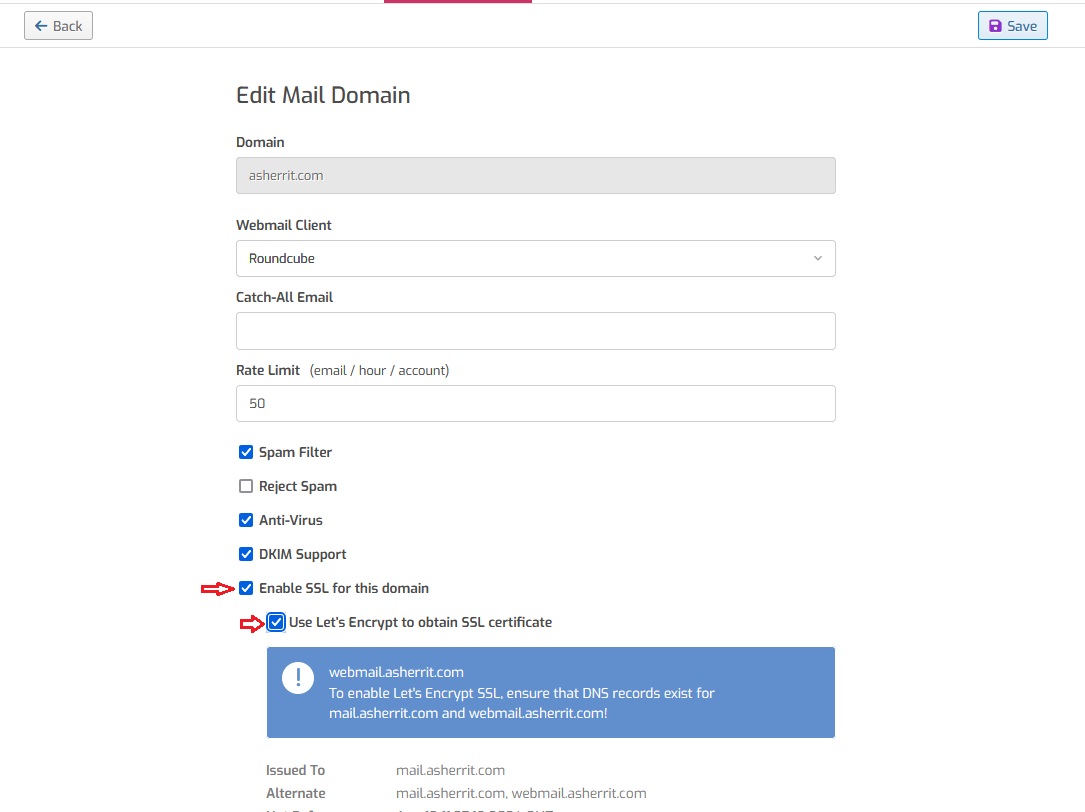 Back
Save
Edit Mail Domain
Domain
asherrit.com
Webmail Client
Roundcube
Catch-All Email
Rate Limit (email / hour / account)
50
Spam Filter
Reject Spam
Anti-Virus
DKIM Support
Enable SSL for this domain
Use Let's Encrypt to obtain SSL certificate
webmail.asherrit.com
To enable Let's Encrypt SSL, ensure that DNS records exist for
mail.asherrit.com and webmail.asherrit.com!
Issued To mail.asherrit.com
Alternate mail.asherrit.com, webmail.asherrit.com